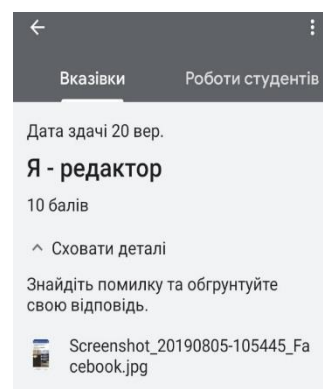 Вказівки Роботи студентів
Дата здачі 20 вер.
Я - редактор
10 балів
Сховати деталі
Знайдіть помилку та обгрунтуйте
свою відповідь.
Screenshot_20190805-105445_Fa
cebook.jpg